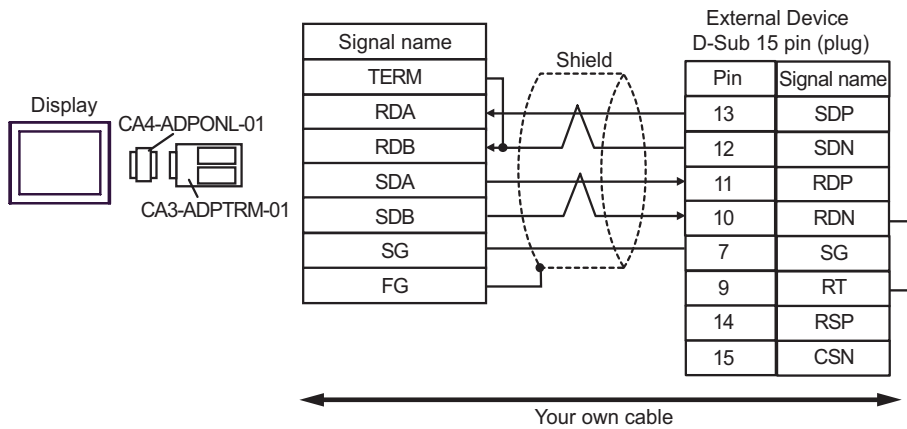 External Device
D-Sub 15 pin (plug)
Display
CA4-ADPONL-01
CA3-ADPTRM-01
Signal name
TERM
RDA
RDB
SDA
SDB
SG
FG
Shield
Pin Signal name
13 SDP
12 SDN
11 RDP
10 RDN
7 SG
9 RT
14 RSP
15 CSN
Your own cable